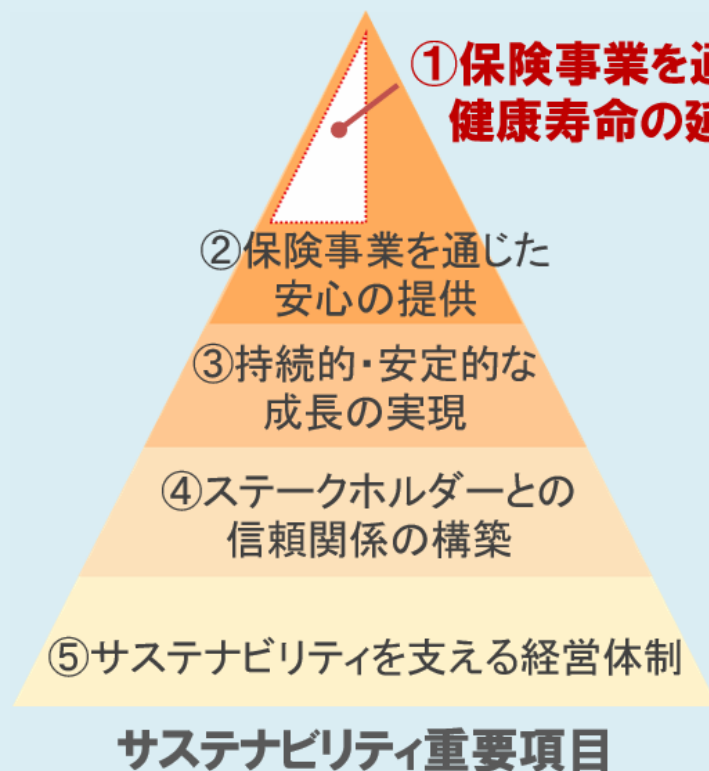 ①保険事業を通
健康寿命の延
②保険事業を通じた
安心の提供
③持続的・安定的な
成長の実現
④ステークホルダーとの
信頼関係の構築
⑤サステナビリティを支える経営体制
サステナビリティ重要項目